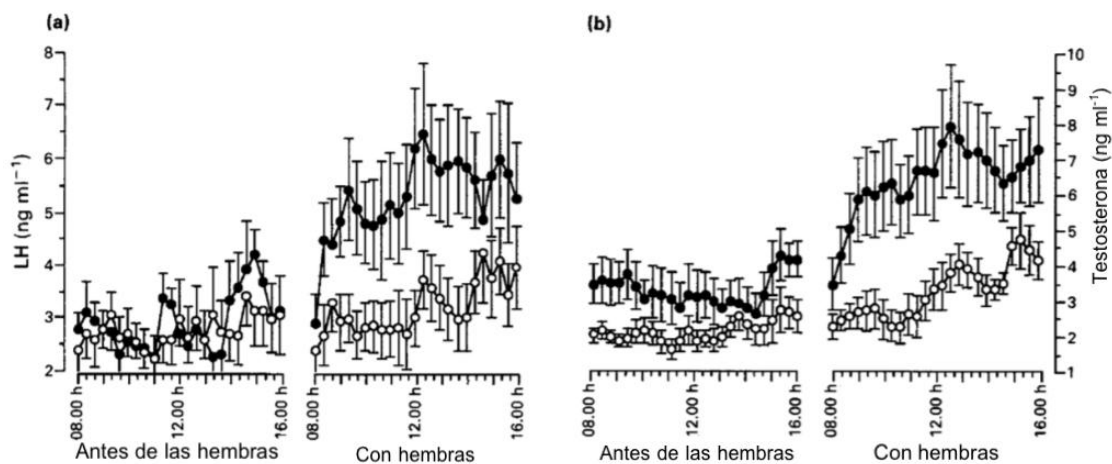 (a)
8
7
6
5
4
3
2
LH (ng ml⁻¹)
08.00 h
12.00 h
16.00 h
Antes de las hembras
08.00 h
12.00 h
16.00 h
Con hembras
(b)
08.00 h
12.00 h
16.00 h
Antes de las hembras
08.00 h
12.00 h
16.00 h
Con hembras
10
9
8
7
6
5
4
3
2
1
Testosterona (ng ml⁻¹)